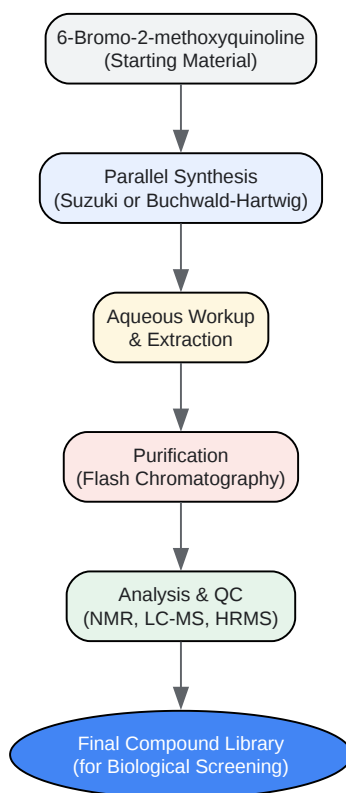 6-Bromo-2-methoxyquinoline
(Starting Material)
Parallel Synthesis
(Suzuki or Buchwald-Hartwig)
Aqueous Workup
& Extraction
Purification
(Flash Chromatography)
Analysis & QC
(NMR, LC-MS, HRMS)
Final Compound Library
(for Biological Screening)